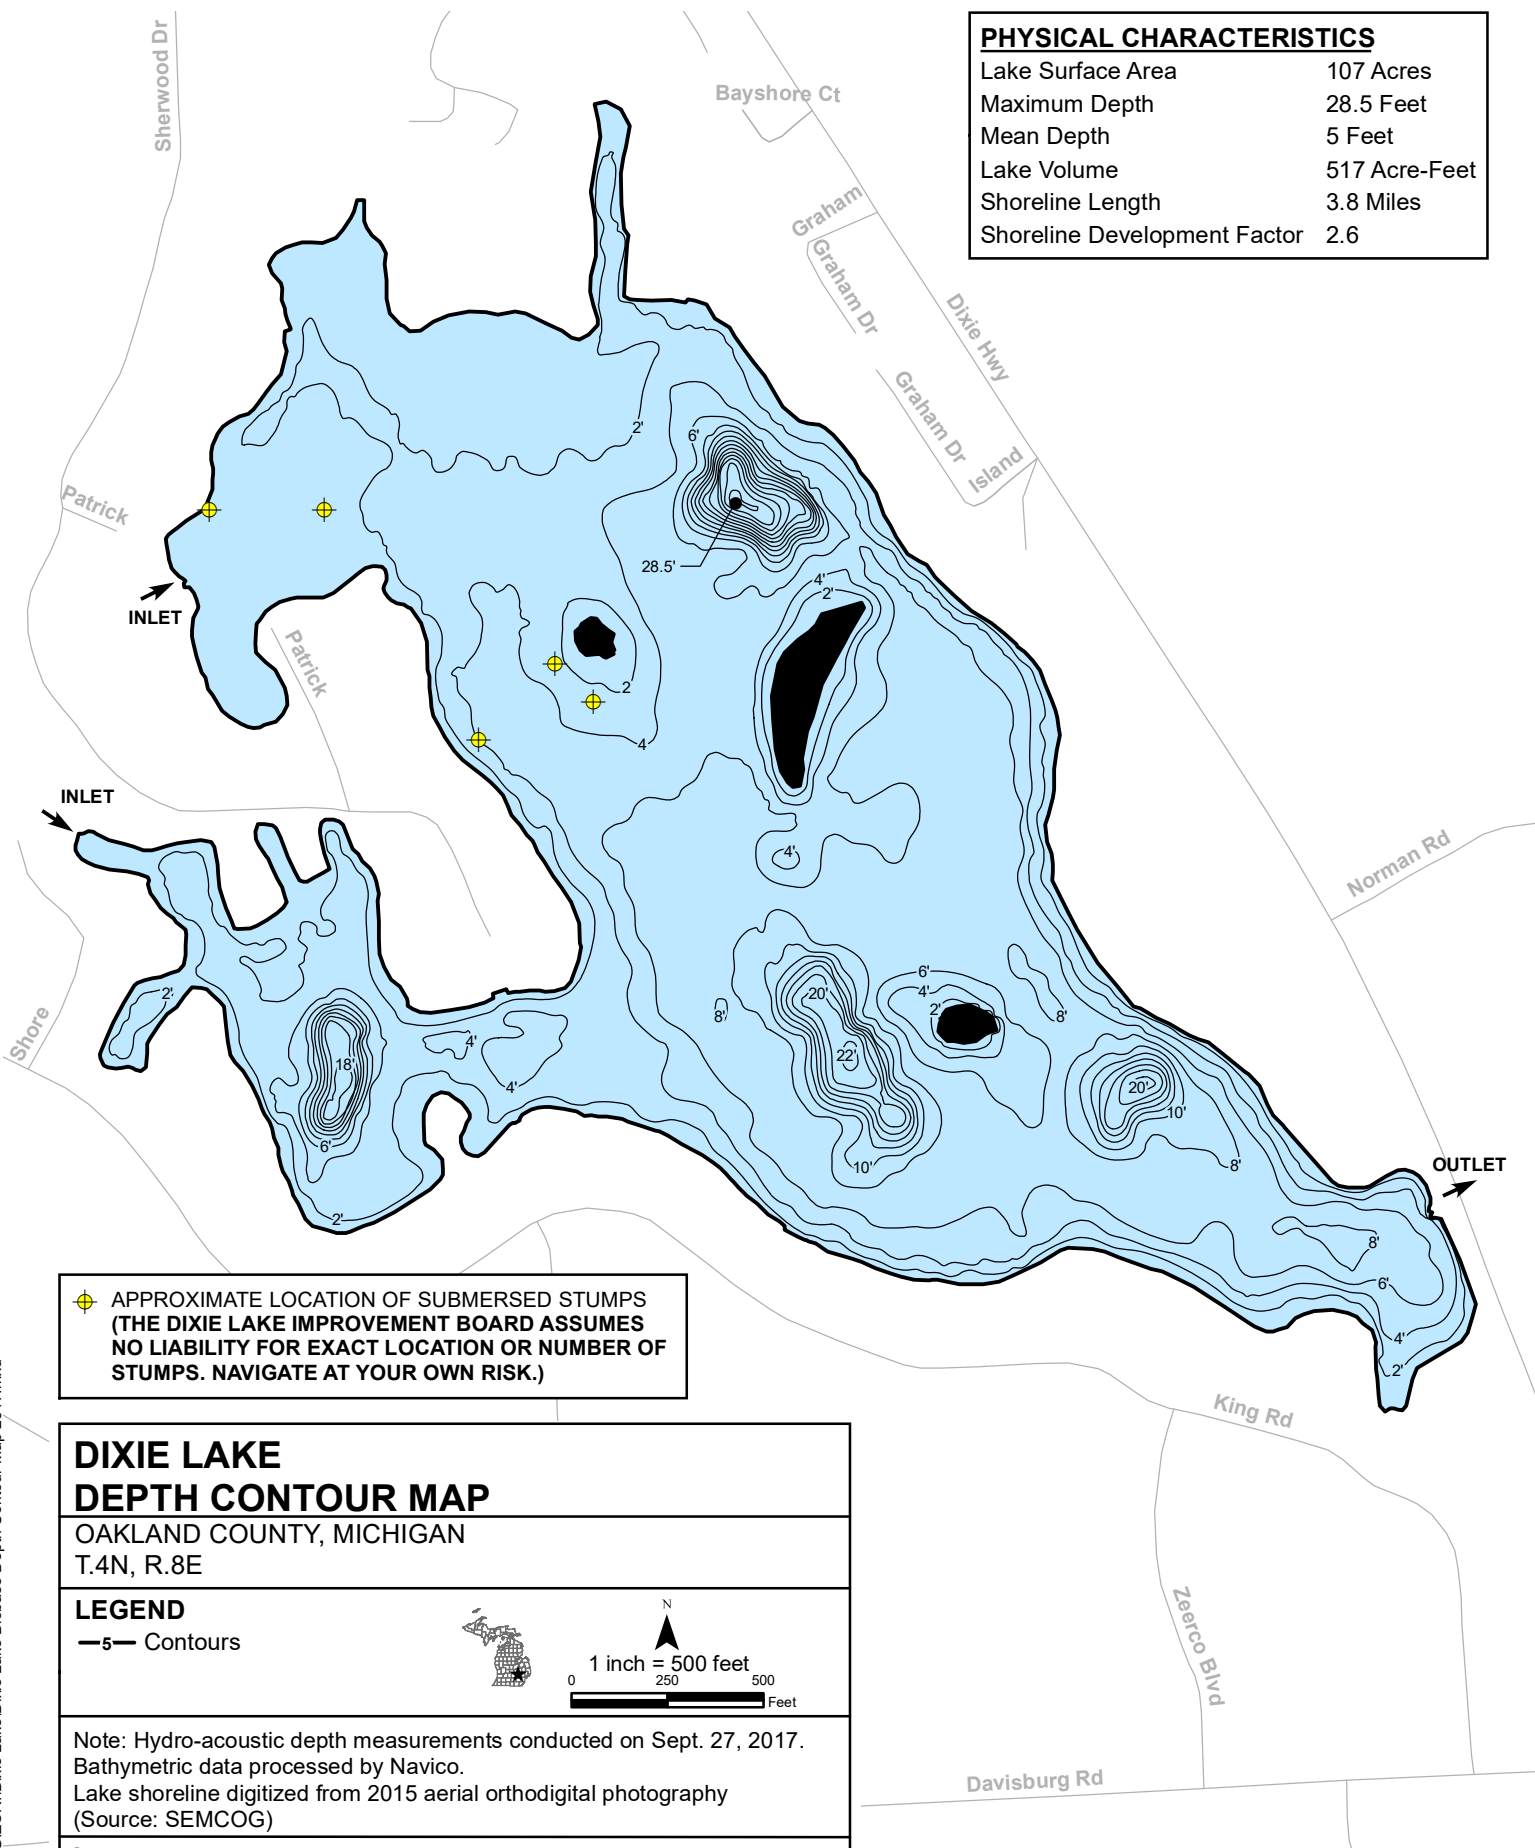 PHYSICAL CHARACTERISTICS
Lake Surface Area 107 Acres
Maximum Depth 28.5 Feet
Mean Depth 5 Feet
Lake Volume 517 Acre-Feet
Shoreline Length 3.8 Miles
Shoreline Development Factor 2.6
Sherwood Dr
Bayshore Ct
Graham
Graham Dr
Dixie Hwy
Graham Dr
Island
Patrick
2'
6'
28.5'
INLET
4'
2'
Patrick
2
4
INLET
4'
Norman Rd
Shore
2'
18'
6'
2'
4'
4'
8'
20'
22'
10'
6'
4'
2'
8'
20'
10'
8'
OUTLET
8'
6'
4'
2'
King Rd
Zeerco Blvd
Davisburg Rd
APPROXIMATE LOCATION OF SUBMERSED STUMPS
(THE DIXIE LAKE IMPROVEMENT BOARD ASSUMES
NO LIABILITY FOR EXACT LOCATION OR NUMBER OF
STUMPS. NAVIGATE AT YOUR OWN RISK.)
DIXIE LAKE
DEPTH CONTOUR MAP
OAKLAND COUNTY, MICHIGAN
T.4N, R.8E
LEGEND
5 Contours
N
1 inch = 500 feet
0 250 500
Feet
Note: Hydro-acoustic depth measurements conducted on Sept. 27, 2017.
Bathymetric data processed by Navico.
Lake shoreline digitized from 2015 aerial orthodigital photography
(Source: SEMCOG)